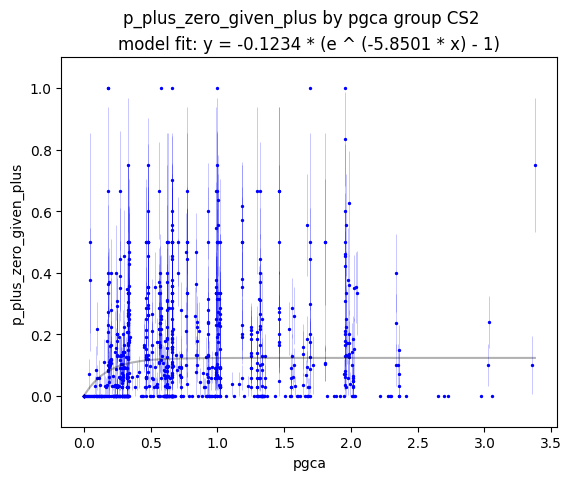 p_plus_zero_given_plus by pgca group CS2
model fit: y = -0.1234 * (e ^ (-5.8501 * x) - 1)
1.0
0.8
0.6
0.4
0.2
0.0
p_plus_zero_given_plus
0.0 0.5 1.0 1.5 2.0 2.5 3.0 3.5
pgca